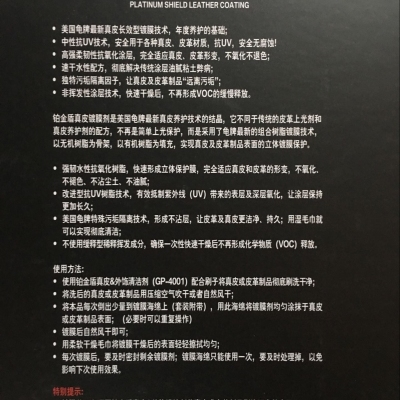 PLATINUM SHIELD LEATHER COATING
• 美国龟牌最新真皮长效型镀膜技术，年度养护的基础；
• 中性抗UV技术，安全用于各种真皮、皮革材质，抗UV，安全无腐蚀！
• 高强柔韧性抗氧化涂层，完全适应真皮、皮革形变，不氧化不退色；
• 速干水性配方，彻底解决传统涂层油腻粘土弊病；
• 独特污垢隔离因子，让真皮及皮革制品“远离污垢”；
• 非挥发性涂层技术，快速干燥后，不再形成VOC的缓慢释放。
铂金盾真皮镀膜剂是美国龟牌最新真皮养护技术的结晶，它不同于传统的皮革上光剂和
真皮养护剂的配方，不再是简单上光保护，而是采用了龟牌最新的组合树脂镀膜技术，
以无机树脂为骨架，以有机树脂为填充，实现真皮及皮革制品表面的立体镀膜保护。
• 强韧水性抗氧化树脂，快速形成立体保护膜，完全适应真皮和皮革的形变，不氧化、
不褪色、不沾尘土、不油腻；
• 改进型抗UV树脂技术，有效抵制紫外线（UV）带来的表层及深层氧化，让涂层保持
更加长久；
• 美国龟牌特殊污垢隔离技术，形成不沾层，让皮革及真皮更洁净、持久；用湿毛巾就
可以实现彻底清洁；
• 不使用缓释型稀释挥发成分，确保一次性快速干燥后不再形成化学物质（VOC）释放。
使用方法：
• 使用铂金盾真皮&外饰清洁剂（GP-4001）配合刷子将真皮或皮革制品彻底刷洗干净；
• 将洗后的真皮或皮革制品用压缩空气吹干或者自然风干；
• 将本品每次倒出少量到镀膜海绵上（套装附带），用此海绵将镀膜剂均匀涂抹于真皮
或皮革制品表面；（必要时可以重复操作）
• 镀膜后自然风干即可；
• 用柔软干燥毛巾将镀膜干燥后的表面轻轻擦拭均匀；
• 每次镀膜后，要及时密封剩余镀膜剂；镀膜海绵只能使用一次，要及时处理掉，以免
影响下次使用效果。
特别提示：